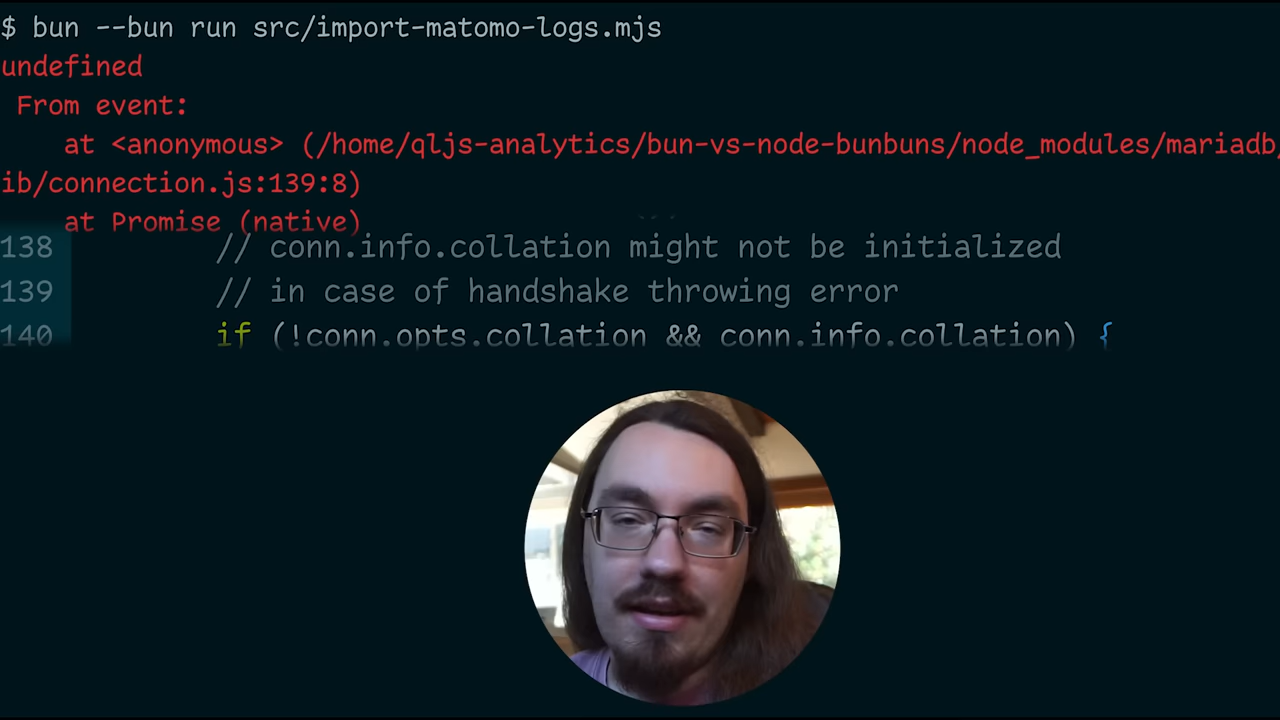 $ bun --bun run src/import-matomo-logs.mjs
undefined
From event:
at <anonymous> (/home/qljs-analytics/bun-vs-node-bunbuns/node_modules/mariadb/
ib/connection.js:139:8)
at Promise (native)
138 // conn.info.collation might not be initialized
139 // in case of handshake throwing error
140 if (!conn.opts.collation && conn.info.collation) {